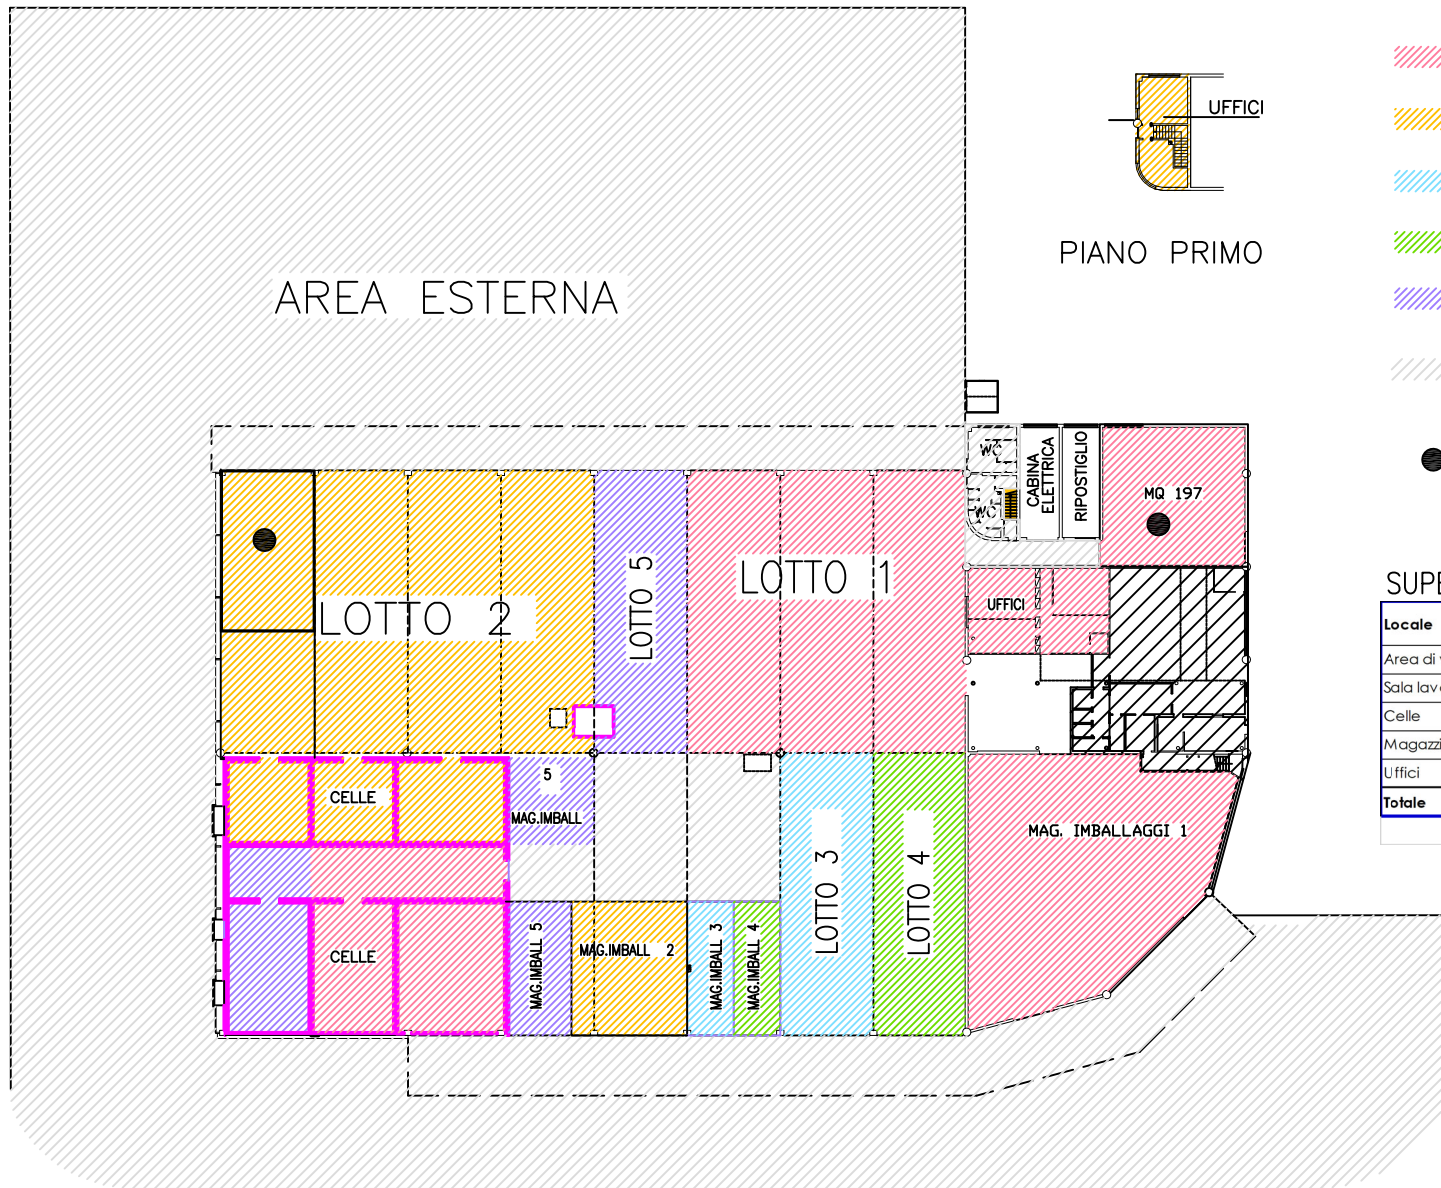 UFFICI
PIANO PRIMO
AREA ESTERNA
WC
WC
CABINA
ELETTRICA
RIPOSTIGLIO
MQ 197
LOTTO 2
LOTTO 5
LOTTO 1
UFFICI
SUPE
Locale
Area di v
Sala lavo
Celle
Magazzi
Uffici
Totale
CELLE
5
MAG.IMBALL
MAG. IMBALLAGGI 1
LOTTO 3
LOTTO 4
CELLE
MAG.IMBALL 5
MAG.IMBALL 2
MAG.IMBALL 3
MAG.IMBALL 4